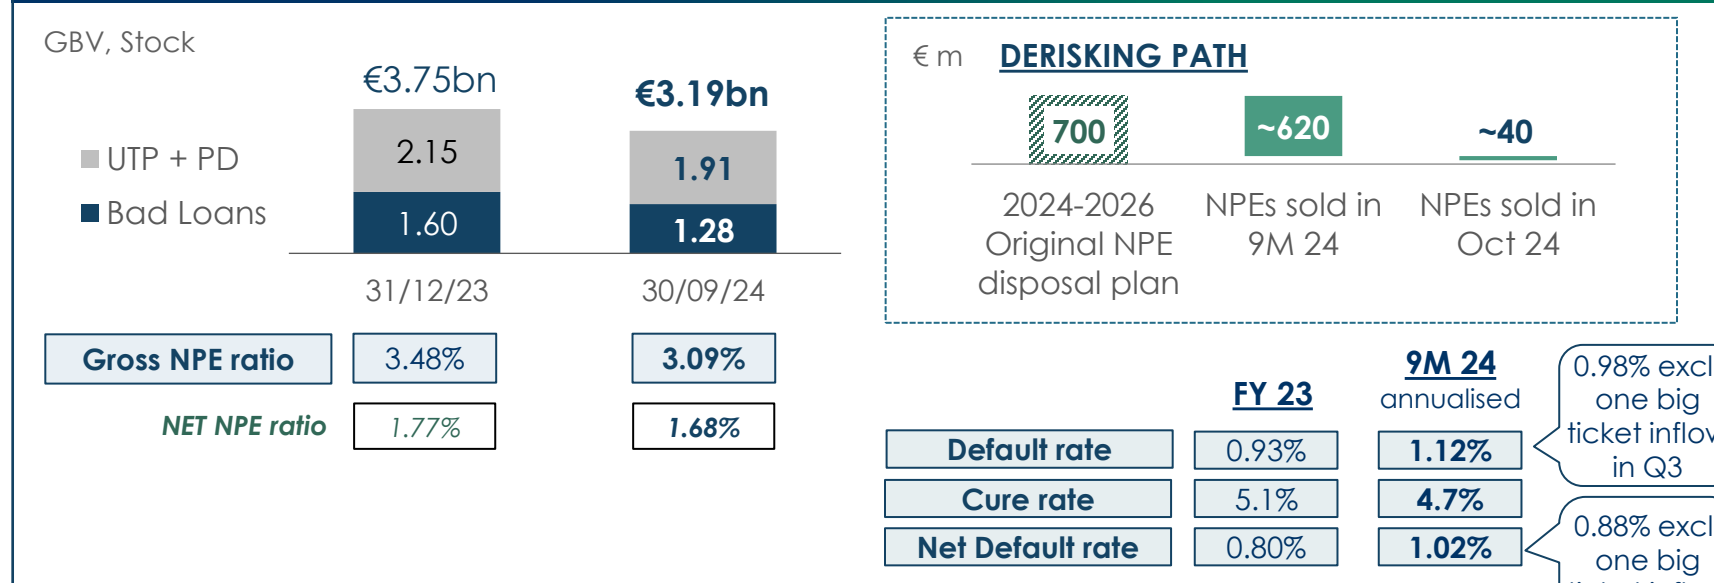 GBV, Stock
€3.75bn
€3.19bn
UTP + PD
2.15
1.91
Bad Loans
1.60
1.28
31/12/23
30/09/24
Gross NPE ratio
3.48%
3.09%
NET NPE ratio
1.77%
1.68%
€ m
DERISKING PATH
700
~620
~40
2024-2026
Original NPE
disposal plan
NPEs sold in
9M 24
NPEs sold in
Oct 24
FY 23
9M 24
annualised
Default rate
0.93%
1.12%
Cure rate
5.1%
4.7%
Net Default rate
0.80%
1.02%
0.98% excl
one big
ticket
in Q3
0.88% excl
one big